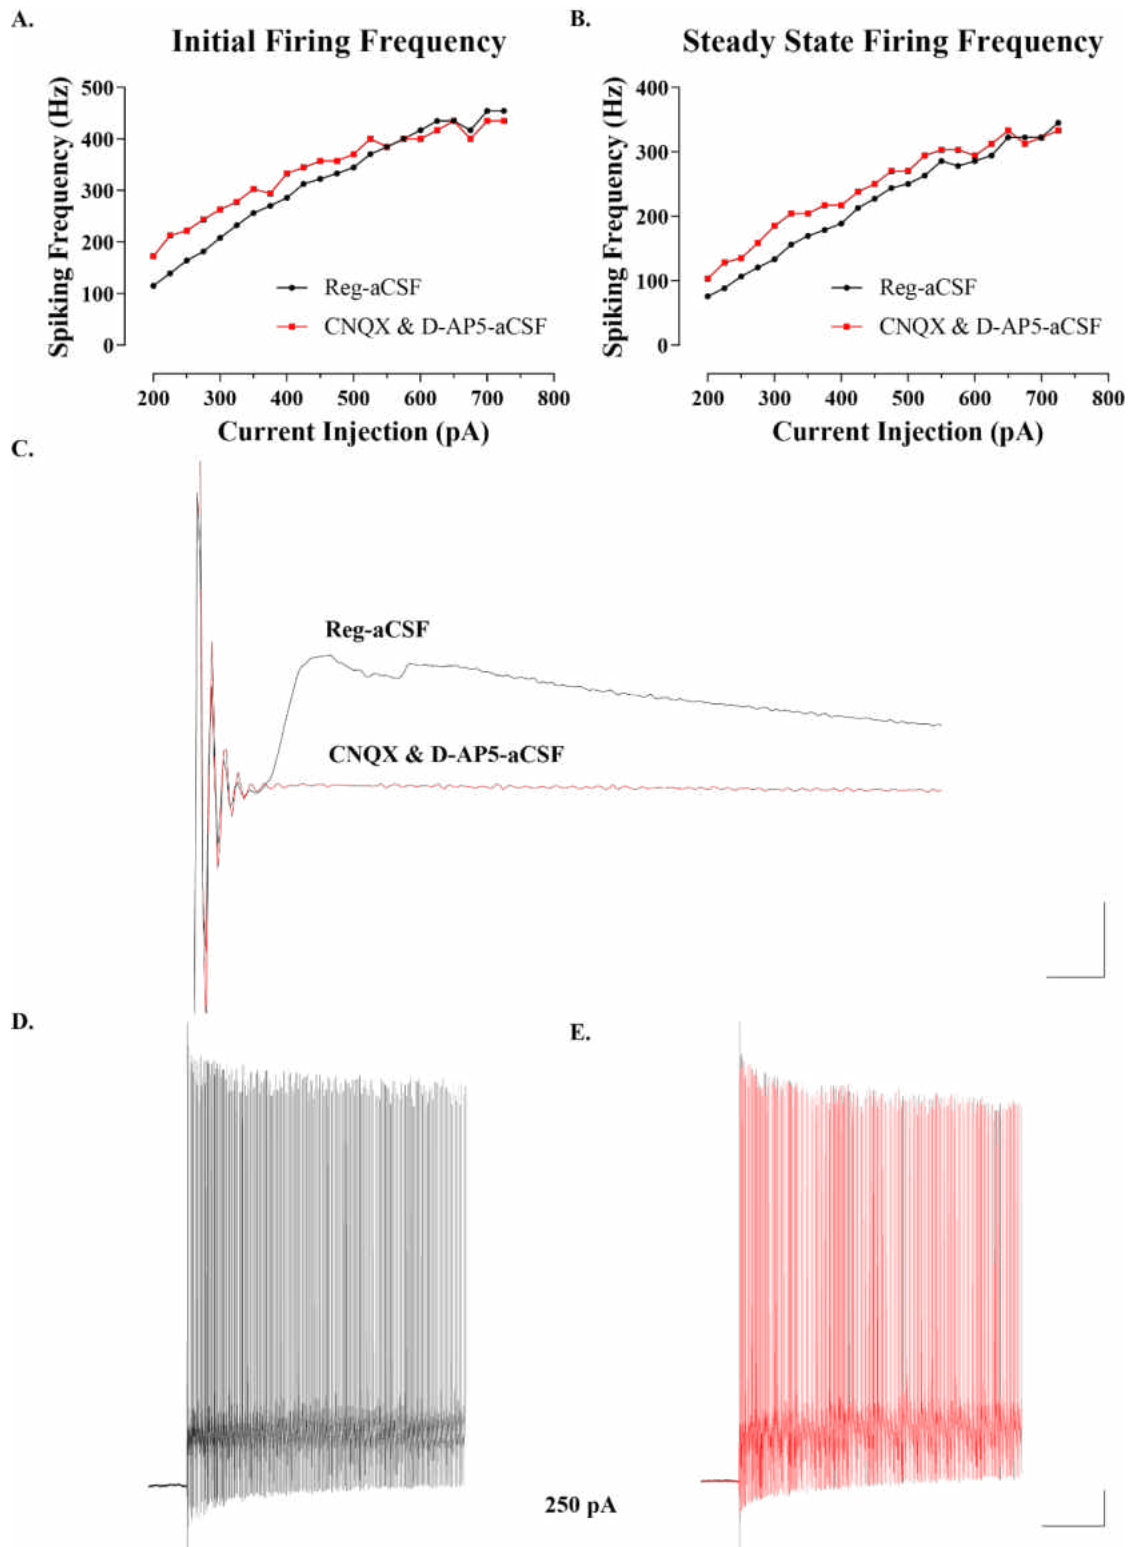 A.
Initial Firing Frequency
Spiking Frequency (Hz)
500
400
300
200
100
0
Reg-aCSF
CNQX & D-AP5-aCSF
200 300 400 500 600 700 800
Current Injection (pA)
B.
Steady State Firing Frequency
Spiking Frequency (Hz)
400
300
200
100
0
Reg-aCSF
CNQX & D-AP5-aCSF
200 300 400 500 600 700 800
Current Injection (pA)
C.
Reg-aCSF
CNQX & D-AP5-aCSF
D.
E.
250 pA